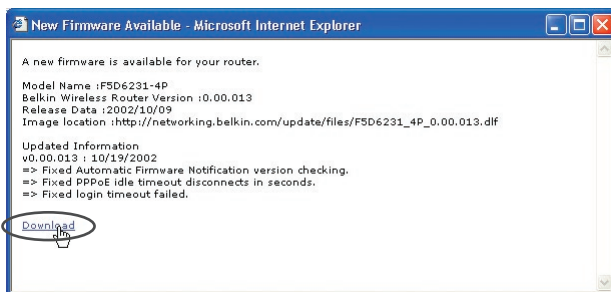 New Firmware Available - Microsoft Internet Explorer
A new firmware is available for your router.
Model Name :F5D6231-4P
Belkin Wireless Router Version :0.00.013
Release Data :2002/10/09
Image location :http://networking.belkin.com/update/files/F5D6231_4P_0.00.013.dlf
Updated Information
v0.00.013 : 10/19/2002
=> Fixed Automatic Firmware Notification version checking.
=> Fixed PPPoE idle timeout disconnects in seconds.
=> Fixed login timeout failed.
Download